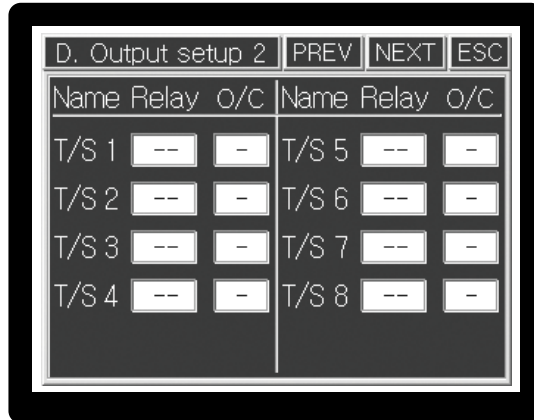 D. Output setup 2 PREV NEXT ESC
Name Relay O/C Name Relay O/C
T/S 1 -- - T/S 5 -- -
T/S 2 -- - T/S 6 -- -
T/S 3 -- - T/S 7 -- -
T/S 4 -- - T/S 8 -- -